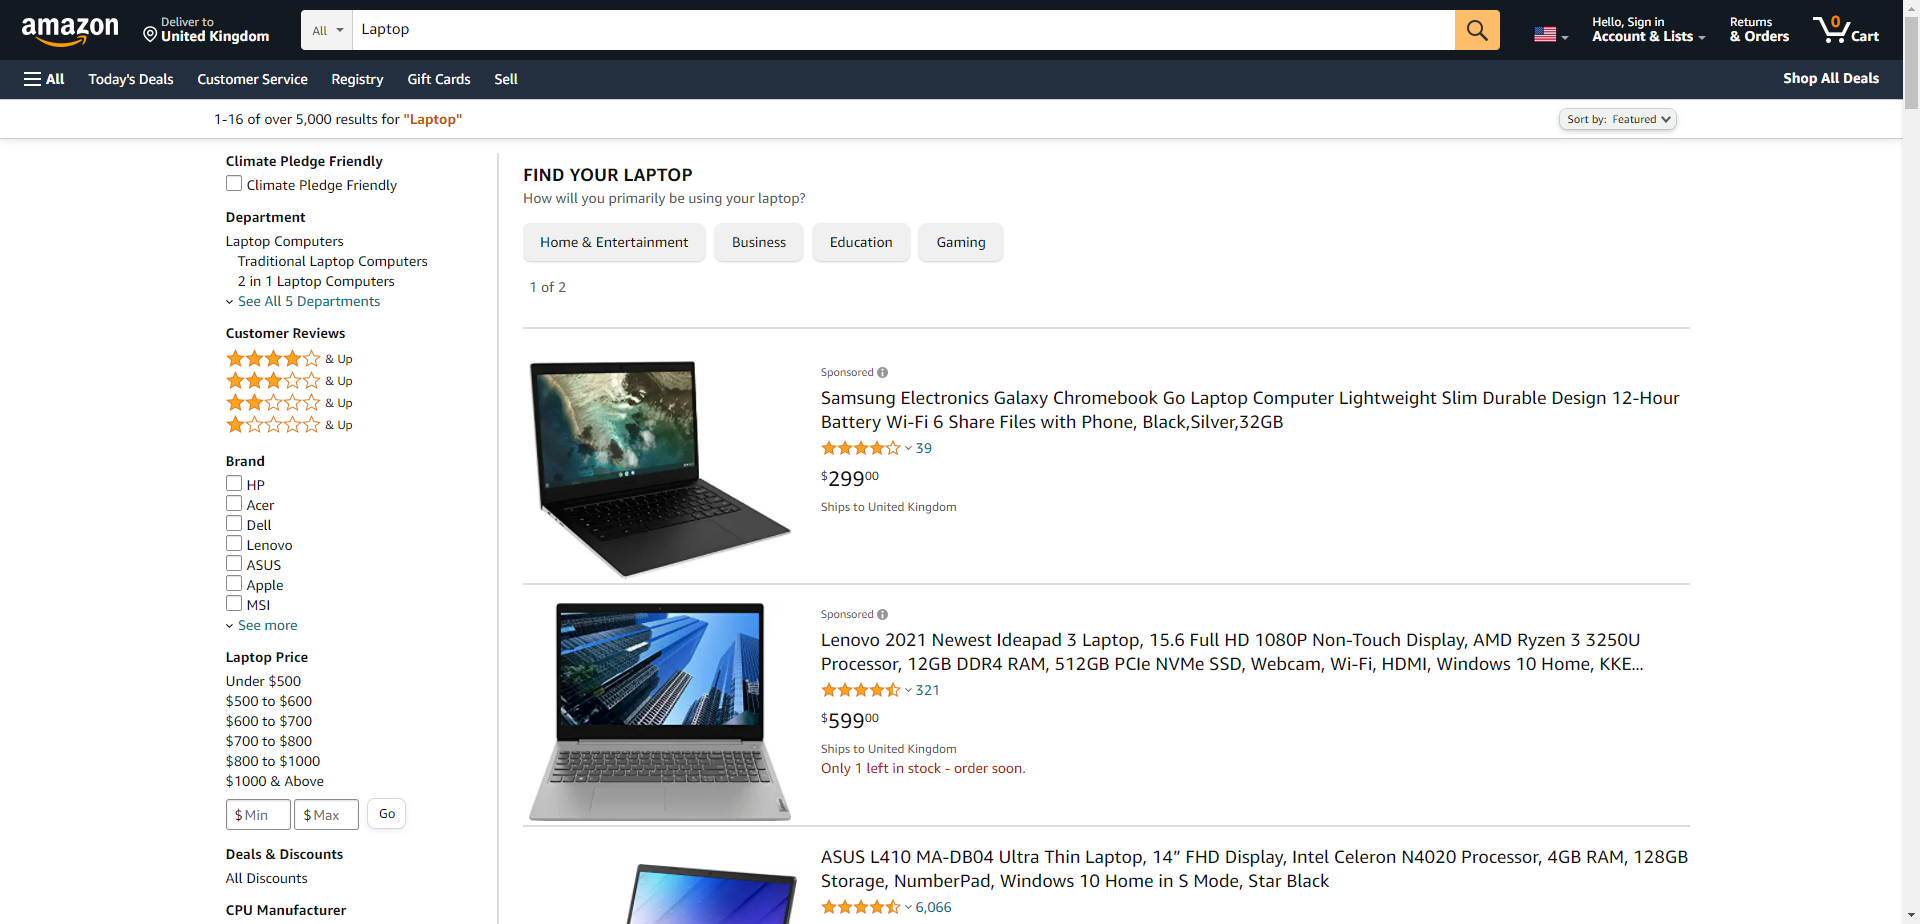 amazon
Deliver to
United Kingdom
All
Laptop
Hello, Sign in
Account & Lists
Returns
& Orders
0
Cart
All
Today's Deals
Customer Service
Registry
Gift Cards
Sell
Shop All Deals
1-16 of over 5,000 results for "Laptop"
Sort by: Featured
Climate Pledge Friendly
Climate Pledge Friendly
Department
Laptop Computers
Traditional Laptop Computers
2 in 1 Laptop Computers
See All 5 Departments
Customer Reviews
& Up
& Up
& Up
& Up
Brand
HP
Acer
Dell
Lenovo
ASUS
Apple
MSI
See more
Laptop Price
Under $500
$500 to $600
$600 to $700
$700 to $800
$800 to $1000
$1000 & Above
$ Min
$ Max
Go
Deals & Discounts
All Discounts
CPU Manufacturer
FIND YOUR LAPTOP
How will you primarily be using your laptop?
Home & Entertainment
Business
Education
Gaming
1 of 2
Sponsored
Samsung Electronics Galaxy Chromebook Go Laptop Computer Lightweight Slim Durable Design 12-Hour
Battery Wi-Fi 6 Share Files with Phone, Black,Silver,32GB
39
$29900
Ships to United Kingdom
Sponsored
Lenovo 2021 Newest Ideapad 3 Laptop, 15.6 Full HD 1080P Non-Touch Display, AMD Ryzen 3 3250U
Processor, 12GB DDR4 RAM, 512GB PCIe NVMe SSD, Webcam, Wi-Fi, HDMI, Windows 10 Home, KKE...
321
$59900
Ships to United Kingdom
Only 1 left in stock - order soon.
ASUS L410 MA-DB04 Ultra Thin Laptop, 14” FHD Display, Intel Celeron N4020 Processor, 4GB RAM, 128GB
Storage, NumberPad, Windows 10 Home in S Mode, Star Black
6,066